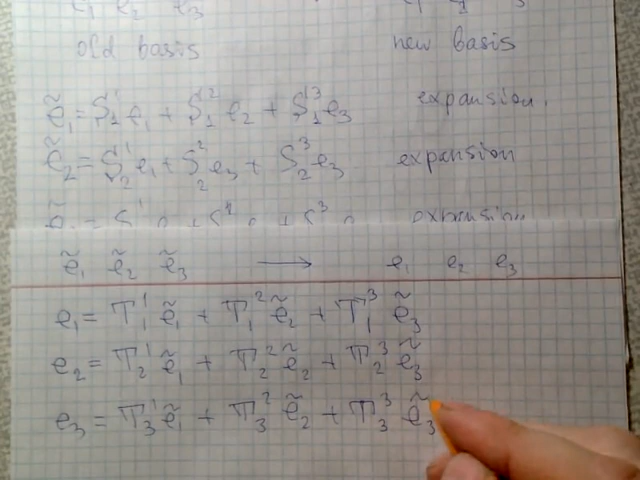 old basis new basis
ẽ₁ = S₁¹ e₁ + S₁² e₂ + S₁³ e₃ expansion.
ẽ₂ = S₂¹ e₁ + S₂² e₃ + S₂³ e₃ expansion
ẽ₁ ẽ₂ ẽ₃ → e₁ e₂ e₃
e₁ = T₁¹ ẽ₁ + T₁² ẽ₂ + T₁³ ẽ₃
e₂ = T₂¹ ẽ₁ + T₂² ẽ₂ + T₂³ ẽ₃
e₃ = T₃¹ ẽ₁ + T₃² ẽ₂ + T₃³ ẽ₃